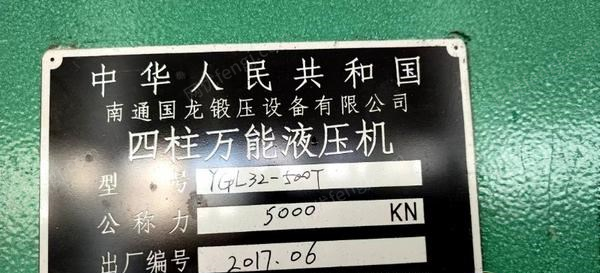 中华人民共和国
南通国龙锻压设备有限公司
四柱万能液压机
型号 YGL32-500T
公称力 5000 KN
出厂编号 2017.06